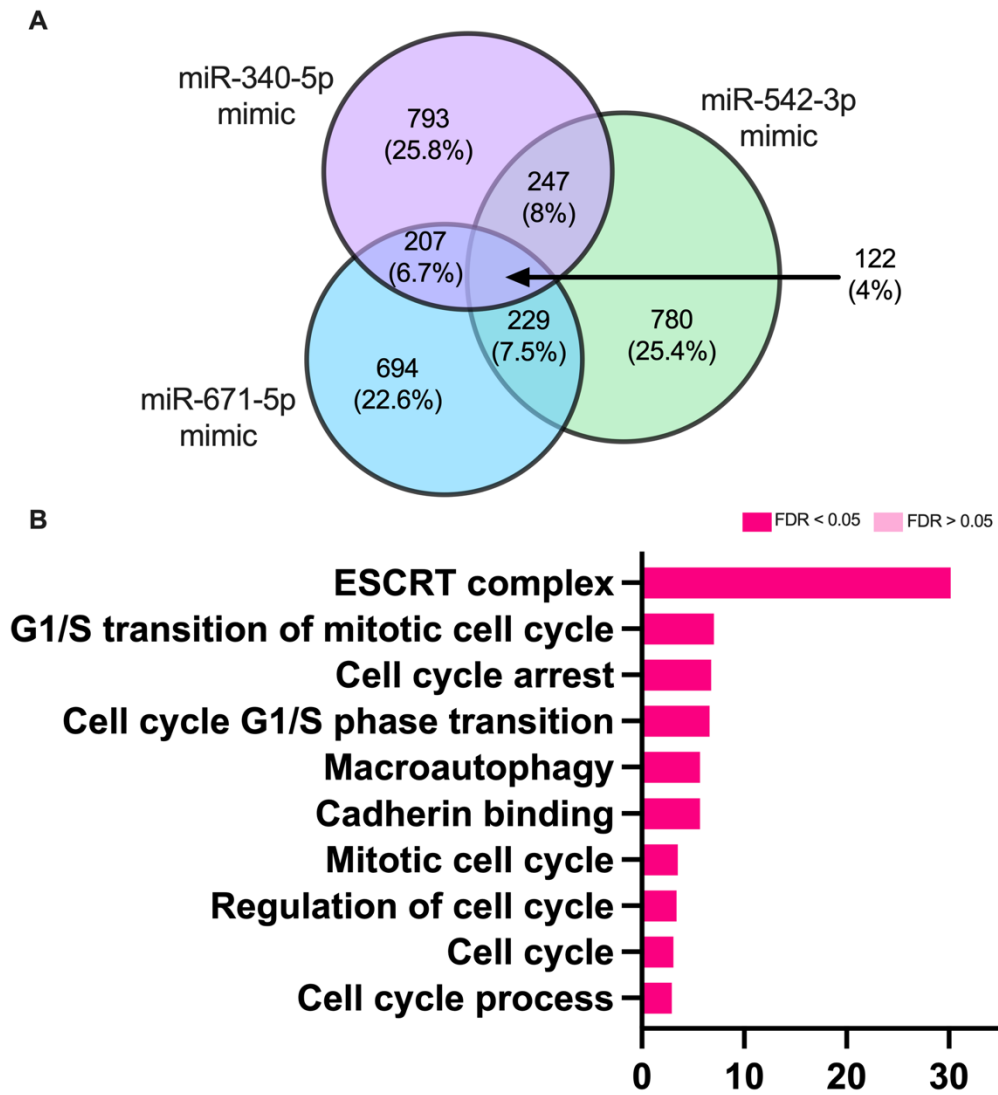 A
miR-340-5p
mimic
miR-542-3p
mimic
793
(25.8%)
247
(8%)
207
(6.7%)
122
(4%)
229
(7.5%)
780
(25.4%)
694
(22.6%)
miR-671-5p
mimic
B
FDR < 0.05 FDR > 0.05
ESCRT complex
G1/S transition of mitotic cell cycle
Cell cycle arrest
Cell cycle G1/S phase transition
Macroautophagy
Cadherin binding
Mitotic cell cycle
Regulation of cell cycle
Cell cycle
Cell cycle process
0 10 20 30